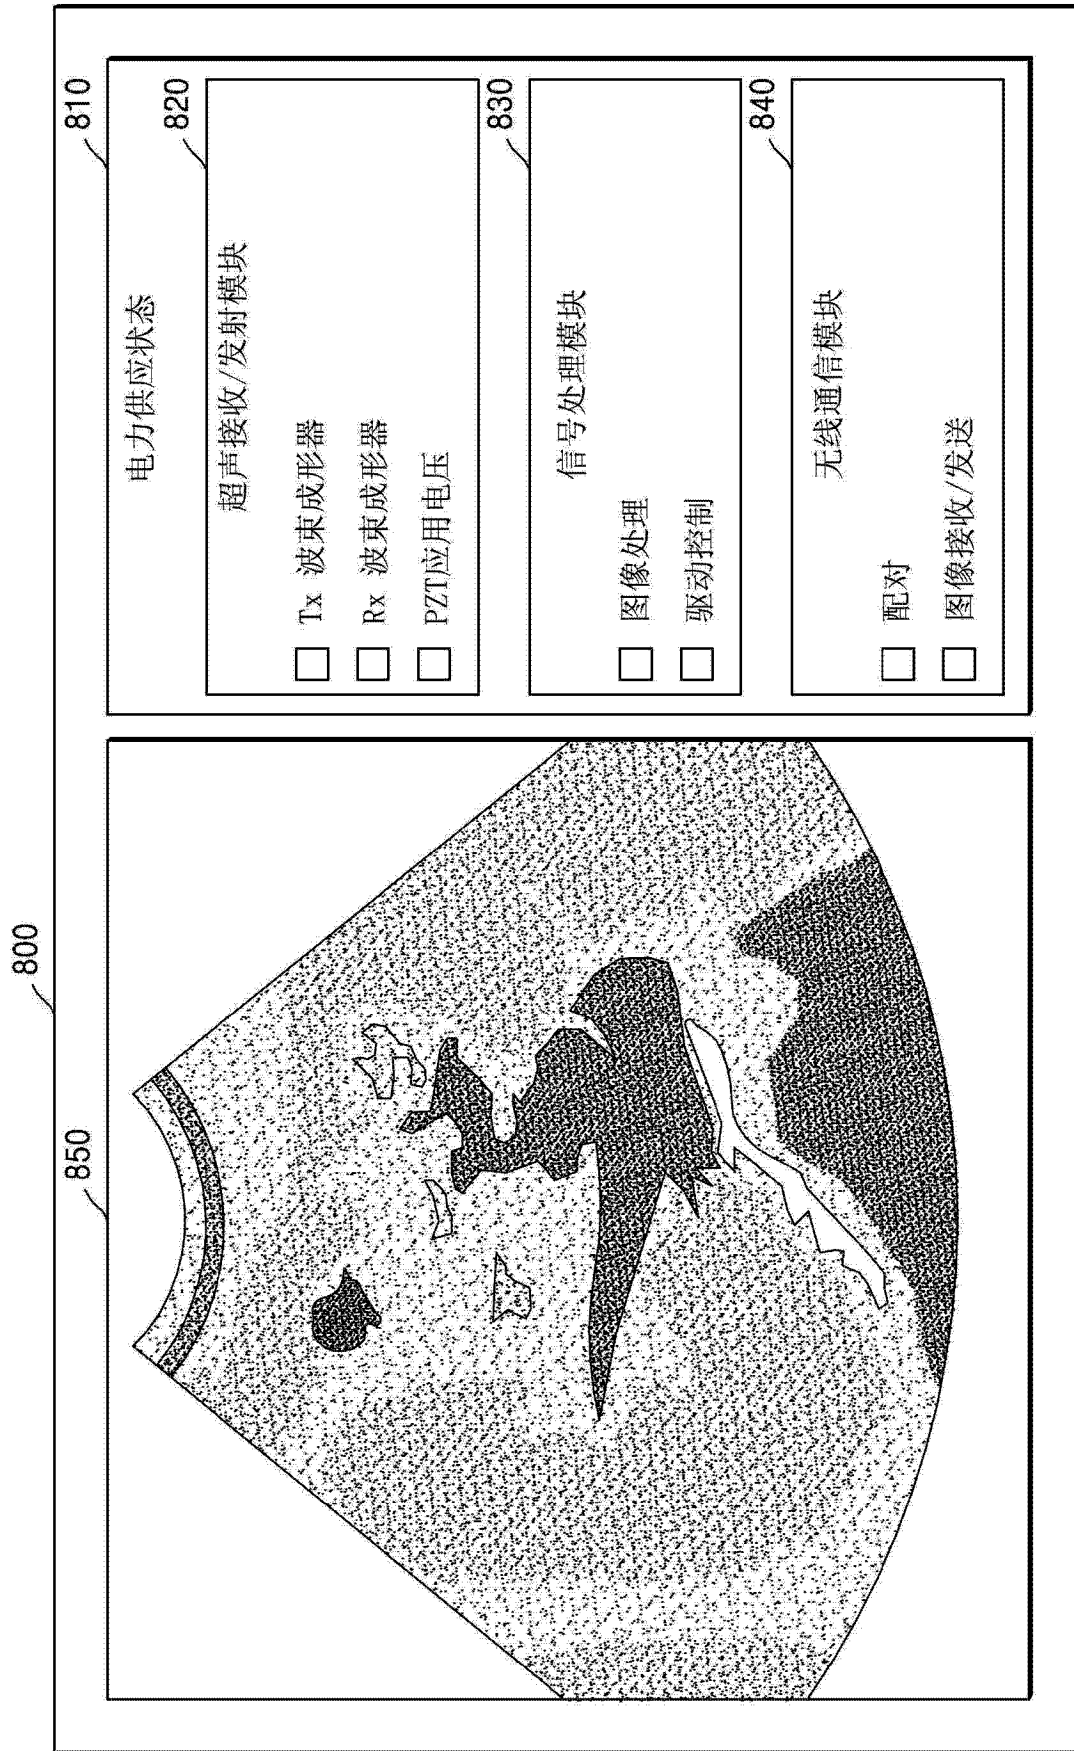 800
850
810
电力供应状态
820
超声接收/发射模块
Tx 波束成形器
Rx 波束成形器
PZT应用电压
830
信号处理模块
图像处理
驱动控制
840
无线通信模块
配对
图像接收/发送